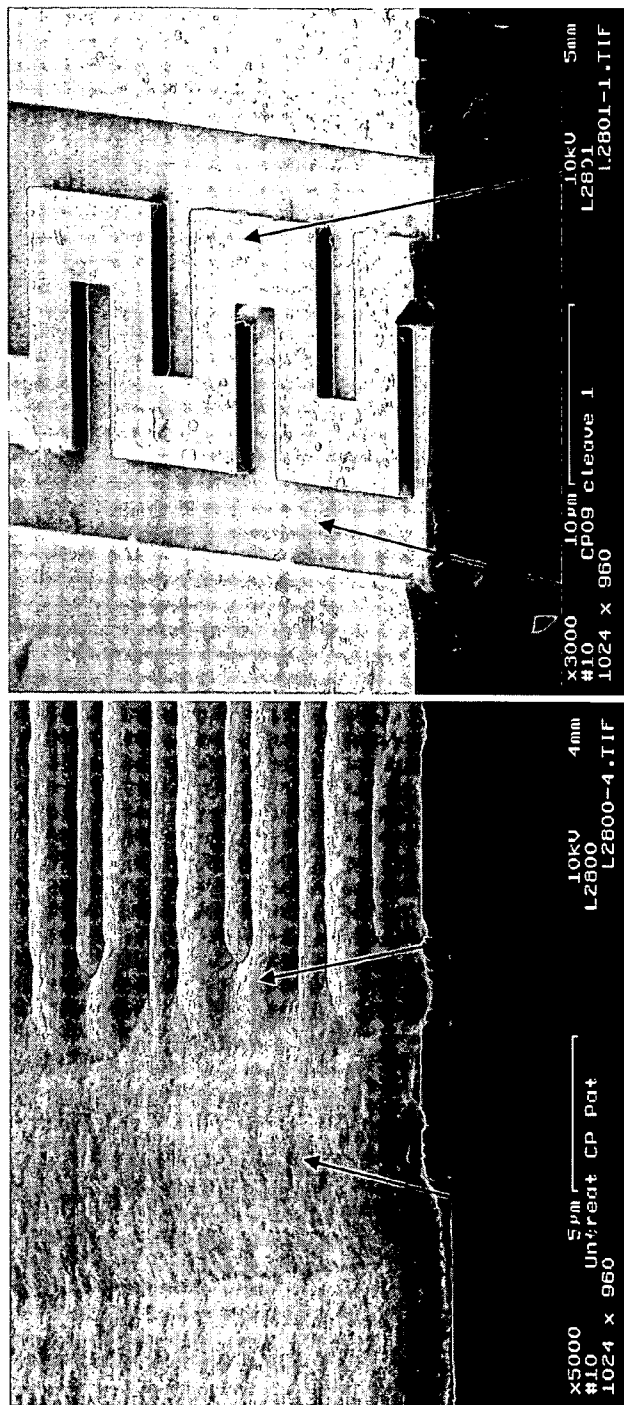 x3000 10µm 10kV 5mm
#10 CP09 cleave 1 L2801
1024 x 960 L2801-1.TIF
x5000 5µm 10kV 4mm
#10 Untreat CP Pat L2800
1024 x 960 L2800-4.TIF